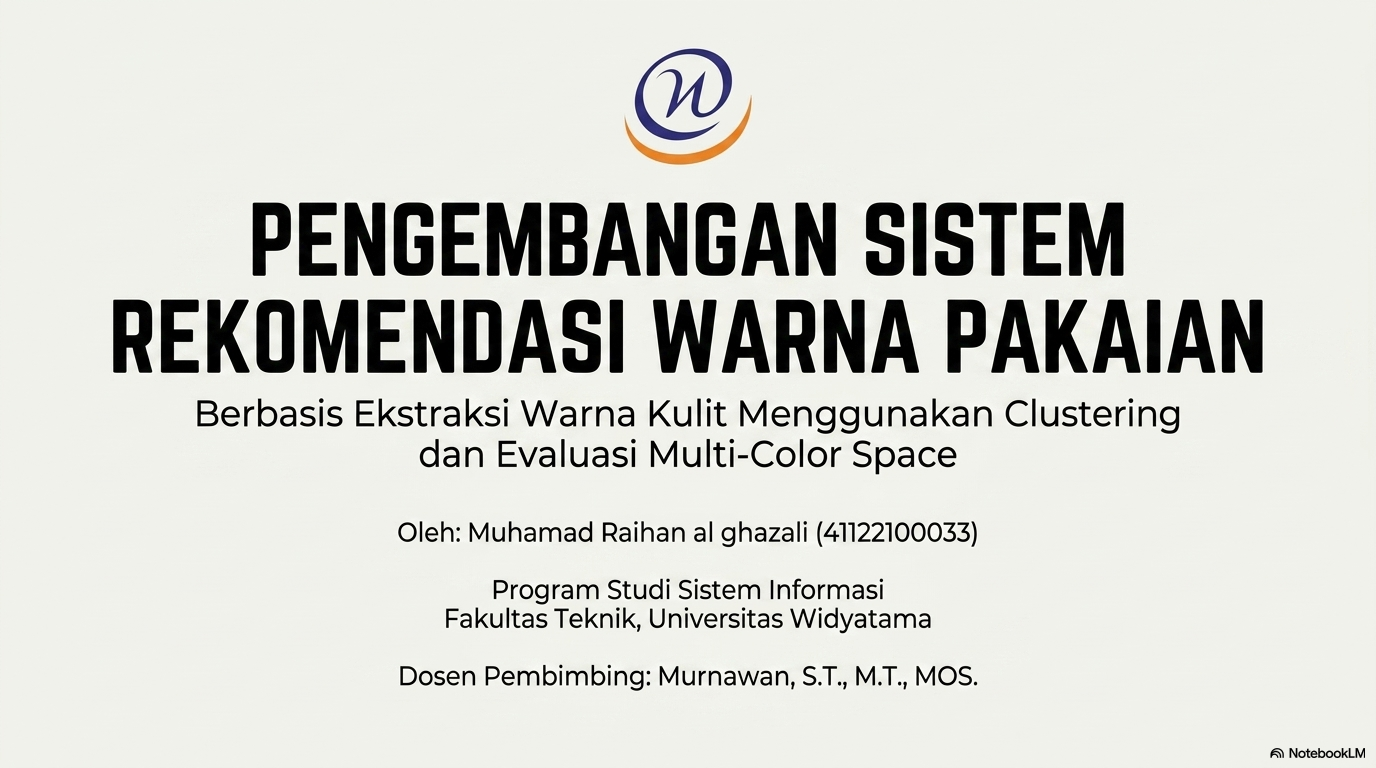 PENGEMBANGAN SISTEM
REKOMENDASI WARNA PAKAIAN
Berbasis Ekstraksi Warna Kulit Menggunakan Clustering
dan Evaluasi Multi-Color Space
Oleh: Muhamad Raihan al ghazali (41122100033)
Program Studi Sistem Informasi
Fakultas Teknik, Universitas Widyatama
Dosen Pembimbing: Murnawan, S.T., M.T., MOS.
NotebookLM